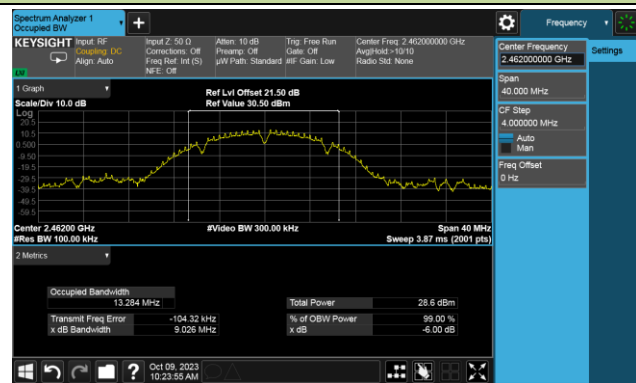 Spectrum Analyzer 1
Occupied BW
Frequency
KEYSIGHT
Input: RF
Coupling: DC
Align: Auto
Input Z: 50 Ω
Corrections: Off
Freq Ref: Int (S)
NFE: Off
Atten: 10 dB
Preamp: Off
µW Path: Standard
Trig: Free Run
Gate: Off
#IF Gain: Low
Center Freq: 2.462000000 GHz
Avg|Hold:>10/10
Radio Std: None
Center Frequency
2.462000000 GHz
Settings
Span
40.000 MHz
CF Step
4.000000 MHz
Auto
Man
Freq Offset
0 Hz
1 Graph
Scale/Div 10.0 dB
Ref Lvl Offset 21.50 dB
Ref Value 30.50 dBm
Log
20.5
10.5
0.500
-9.50
-19.5
-29.5
-39.5
-49.5
-59.5
Center 2.46200 GHz
#Res BW 100.00 kHz
#Video BW 300.00 kHz
Span 40 MHz
Sweep 3.87 ms (2001 pts)
2 Metrics
Occupied Bandwidth
13.284 MHz
Total Power 28.6 dBm
Transmit Freq Error -104.32 kHz
% of OBW Power 99.00 %
x dB Bandwidth 9.026 MHz
x dB -6.00 dB
Oct 09, 2023
10:23:55 AM